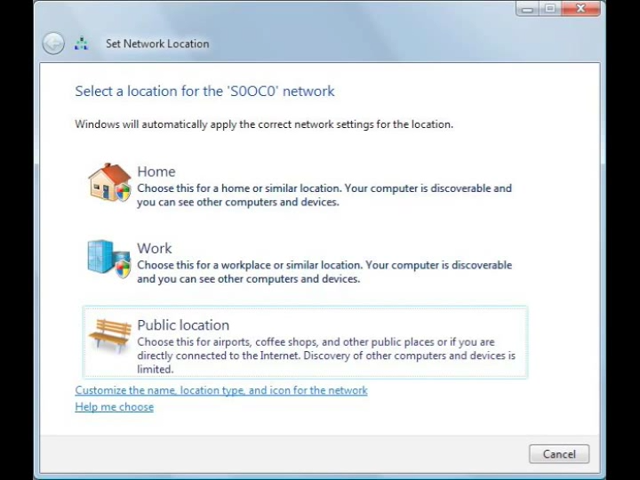 Set Network Location
Select a location for the 'S0OC0' network
Windows will automatically apply the correct network settings for the location.
Home
Choose this for a home or similar location. Your computer is discoverable and
you can see other computers and devices.
Work
Choose this for a workplace or similar location. Your computer is discoverable
and you can see other computers and devices.
Public location
Choose this for airports, coffee shops, and other public places or if you are
directly connected to the Internet. Discovery of other computers and devices is
limited.
Customize the name, location type, and icon for the network
Help me choose
Cancel